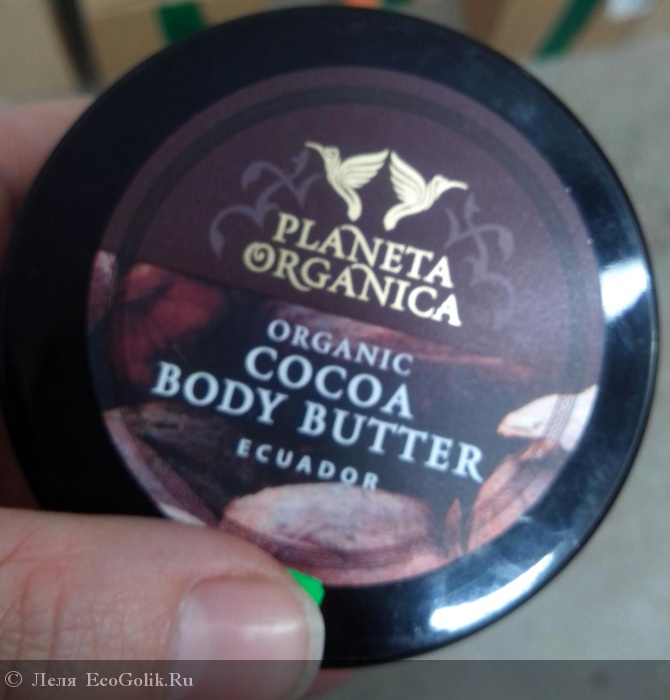 PLANETA
ORGANICA
ORGANIC
COCOA
BODY BUTTER
ECUADOR
© Леля EcoGolik.Ru